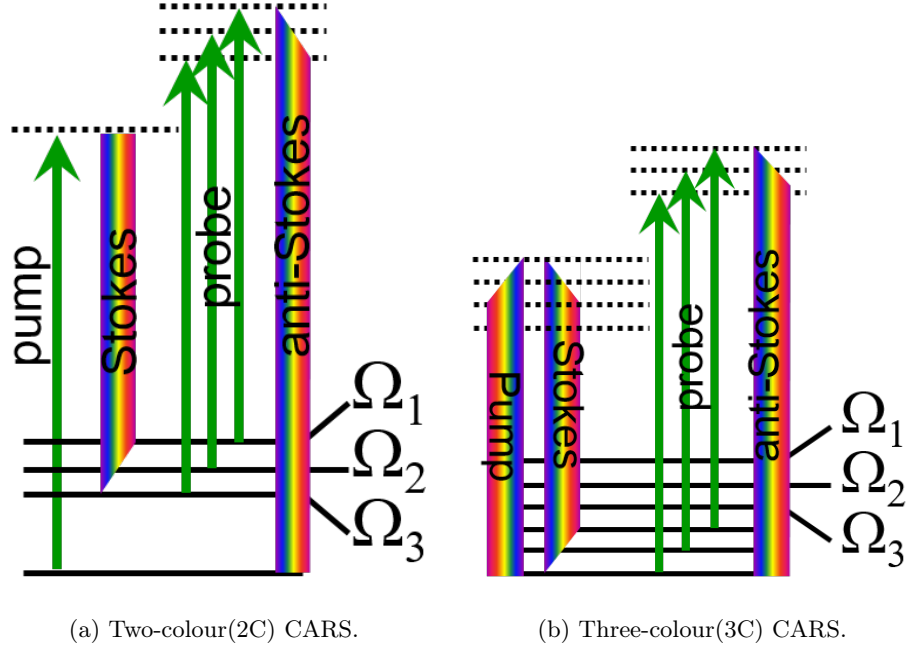 pump
Stokes
probe
anti-Stokes
Ω1
Ω2
Ω3
Pump
Stokes
probe
anti-Stokes
Ω1
Ω2
Ω3
(a) Two-colour(2C) CARS.
(b) Three-colour(3C) CARS.